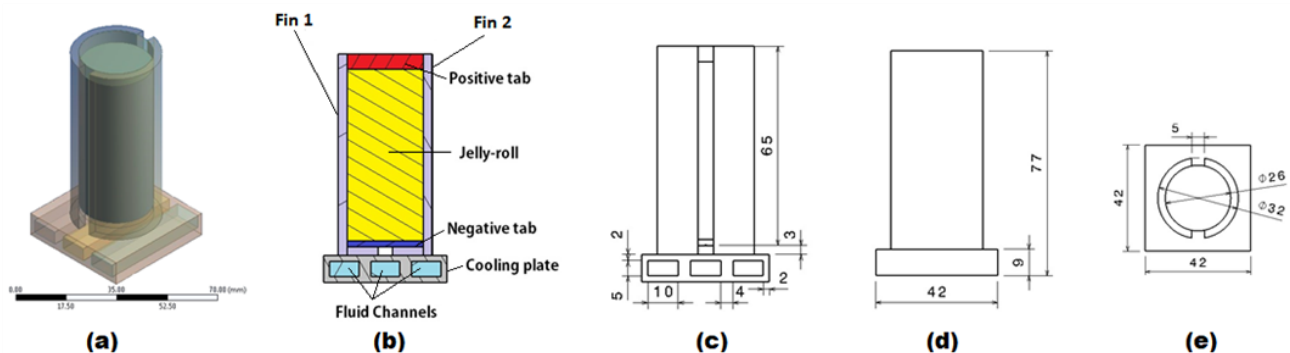 Fin 1
Fin 2
Positive tab
Jelly-roll
Negative tab
Cooling plate
Fluid Channels
0.00
35.00
70.00 (mm)
17.50
52.50
65
2
3
5
10
4
2
77
9
42
5
42
Φ26
Φ32
42
(a)
(b)
(c)
(d)
(e)